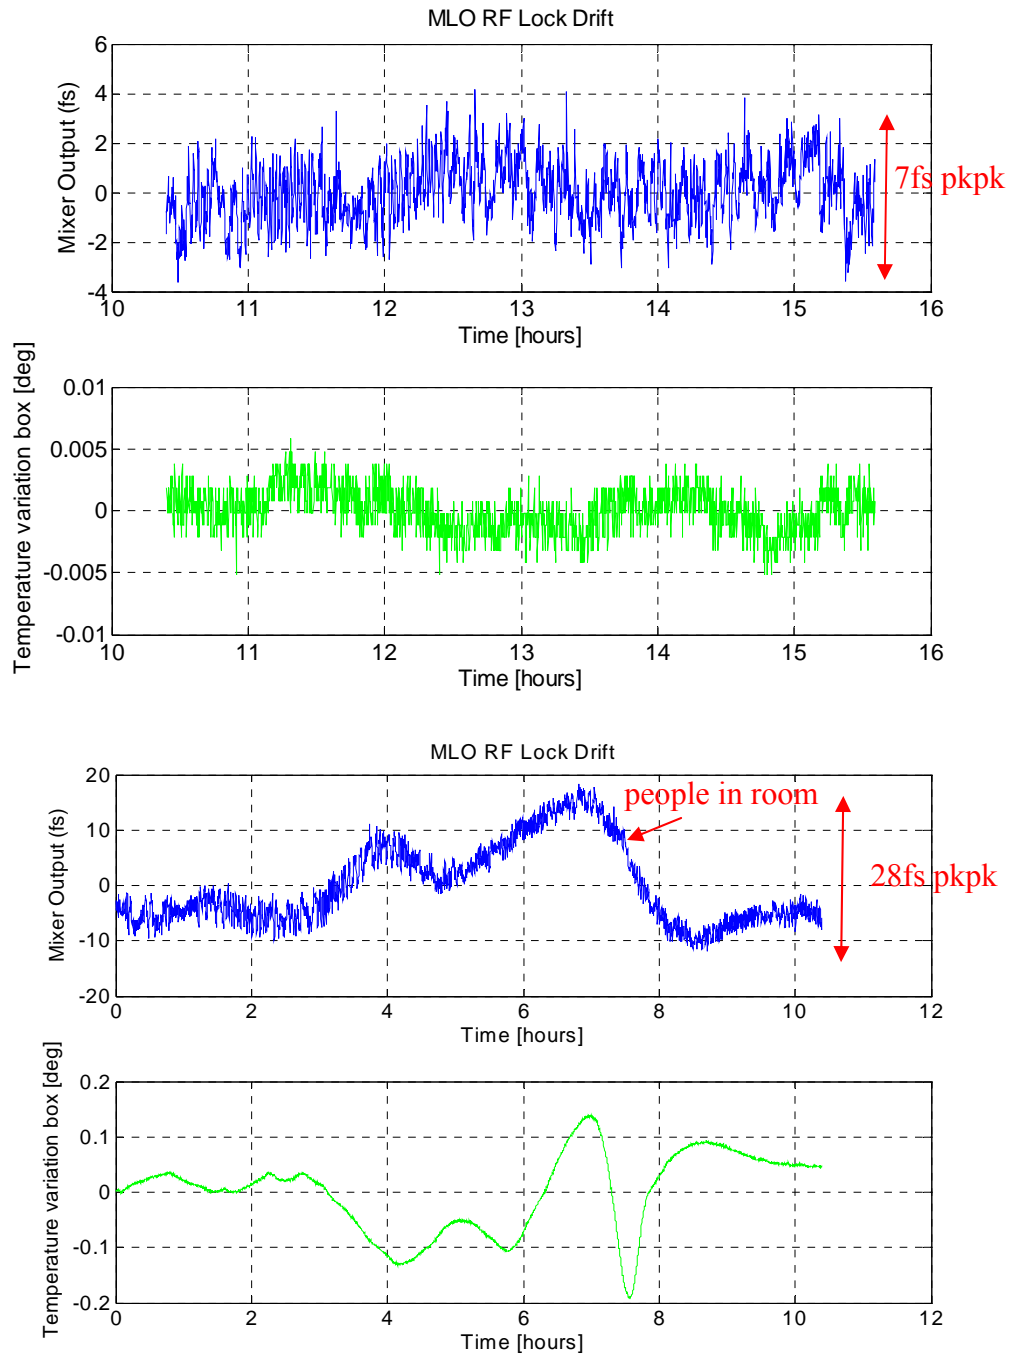 MLO RF Lock Drift
6
4
2
0
-2
-4
Mixer Output (fs)
7fs pkpk
10 11 12 13 14 15 16
Time [hours]
0.01
0.005
0
-0.005
-0.01
Temperature variation box [deg]
10 11 12 13 14 15 16
Time [hours]
MLO RF Lock Drift
20
10
0
-10
-20
Mixer Output (fs)
people in room
28fs pkpk
0 2 4 6 8 10 12
Time [hours]
0.2
0.1
0
-0.1
-0.2
Temperature variation box [deg]
0 2 4 6 8 10 12
Time [hours]